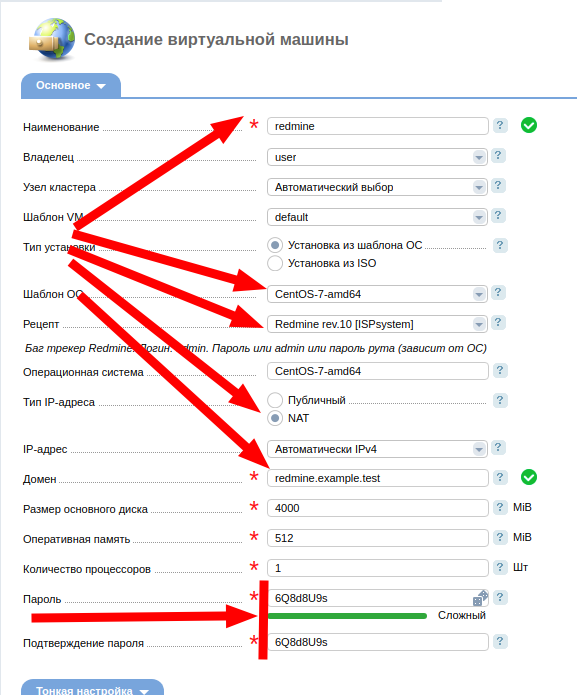 Создание виртуальной машины
Основное
Наименование * redmine ?
Владелец user ?
Узел кластера Автоматический выбор ?
Шаблон VM default ?
Тип установки Установка из шаблона ОС ?
Установка из ISO
Шаблон ОС CentOS-7-amd64 ?
Рецепт Redmine rev.10 [ISPsystem] ?
Баг трекер Redmine. Логин: admin. Пароль или admin или пароль рута (зависит от ОС)
Операционная система CentOS-7-amd64 ?
Тип IP-адреса Публичный ?
NAT
IP-адрес Автоматически IPv4 ?
Домен * redmine.example.test ?
Размер основного диска * 4000 ? MiB
Оперативная память * 512 ? MiB
Количество процессоров * 1 ? Шт
Пароль * 6Q8d8U9s ?
Сложный
Подтверждение пароля * 6Q8d8U9s ?
Тонкая настройка